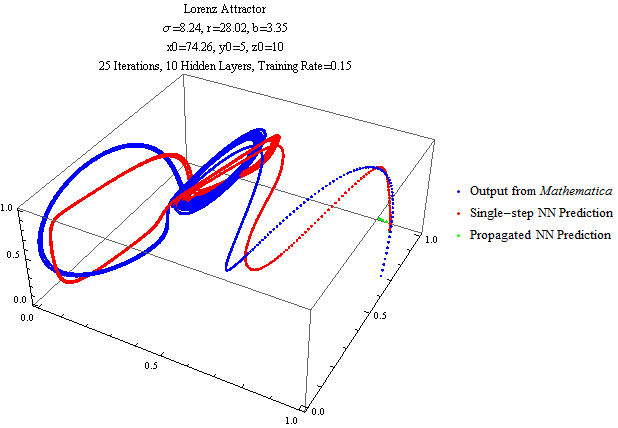 Lorenz Attractor
σ=8.24, r=28.02, b=3.35
x0=74.26, y0=5, z0=10
25 Iterations, 10 Hidden Layers, Training Rate=0.15
Output from Mathematica
Single-step NN Prediction
Propagated NN Prediction
1.0
0.5
0.0
0.0
0.5
1.0
0.0
0.5
1.0